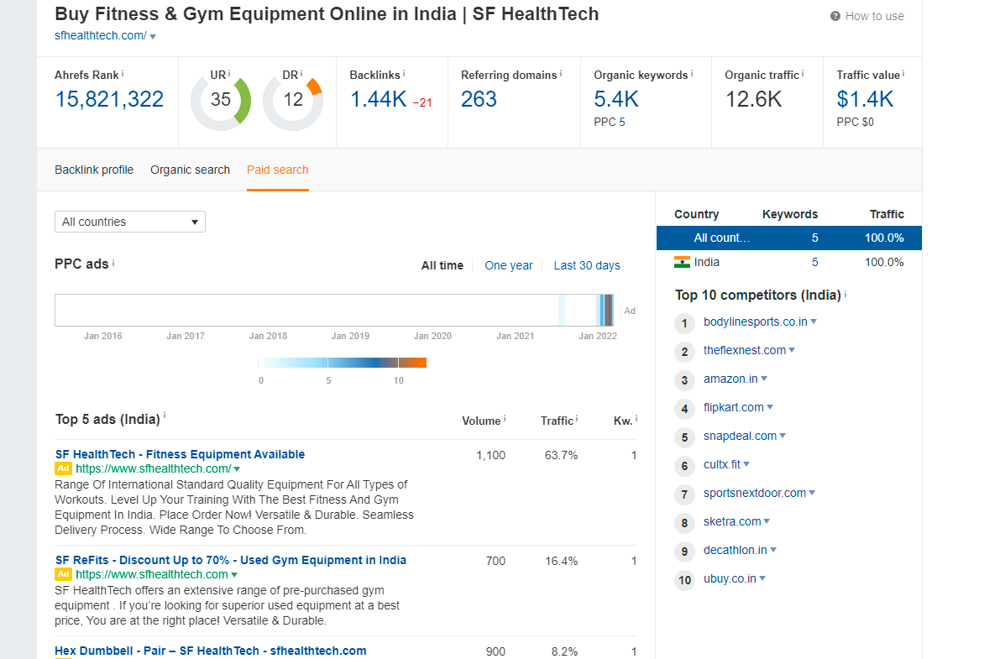 Buy Fitness & Gym Equipment Online in India | SF HealthTech
? How to use
sfhealthtech.com/
Ahrefs Rank i
15,821,322
UR i
35
DR i
12
Backlinks i
1.44K −21
Referring domains i
263
Organic keywords i
5.4K
PPC 5
Organic traffic i
12.6K
Traffic value i
$1.4K
PPC $0
Backlink profile Organic search Paid search
All countries
PPC ads i
All time One year Last 30 days
Ad
Jan 2016 Jan 2017 Jan 2018 Jan 2019 Jan 2020 Jan 2021 Jan 2022
0 5 10
Top 5 ads (India) i Volume i Traffic i Kw. i
SF HealthTech - Fitness Equipment Available 1,100 63.7% 1
Ad https://www.sfhealthtech.com/
Range Of International Standard Quality Equipment For All Types of
Workouts. Level Up Your Training With The Best Fitness And Gym
Equipment In India. Place Order Now! Versatile & Durable. Seamless
Delivery Process. Wide Range To Choose From.
SF ReFits - Discount Up to 70% - Used Gym Equipment in India 700 16.4% 1
Ad https://www.sfhealthtech.com
SF HealthTech offers an extensive range of pre-purchased gym
equipment . If you’re looking for superior used equipment at a best
price, You are at the right place! Versatile & Durable.
Hex Dumbbell - Pair – SF HealthTech - sfhealthtech.com 900 8.2% 1
Country Keywords Traffic
All count... 5 100.0%
India 5 100.0%
Top 10 competitors (India) i
1 bodylinesports.co.in
2 theflexnest.com
3 amazon.in
4 flipkart.com
5 snapdeal.com
6 cultx.fit
7 sportsnextdoor.com
8 sketra.com
9 decathlon.in
10 ubuy.co.in